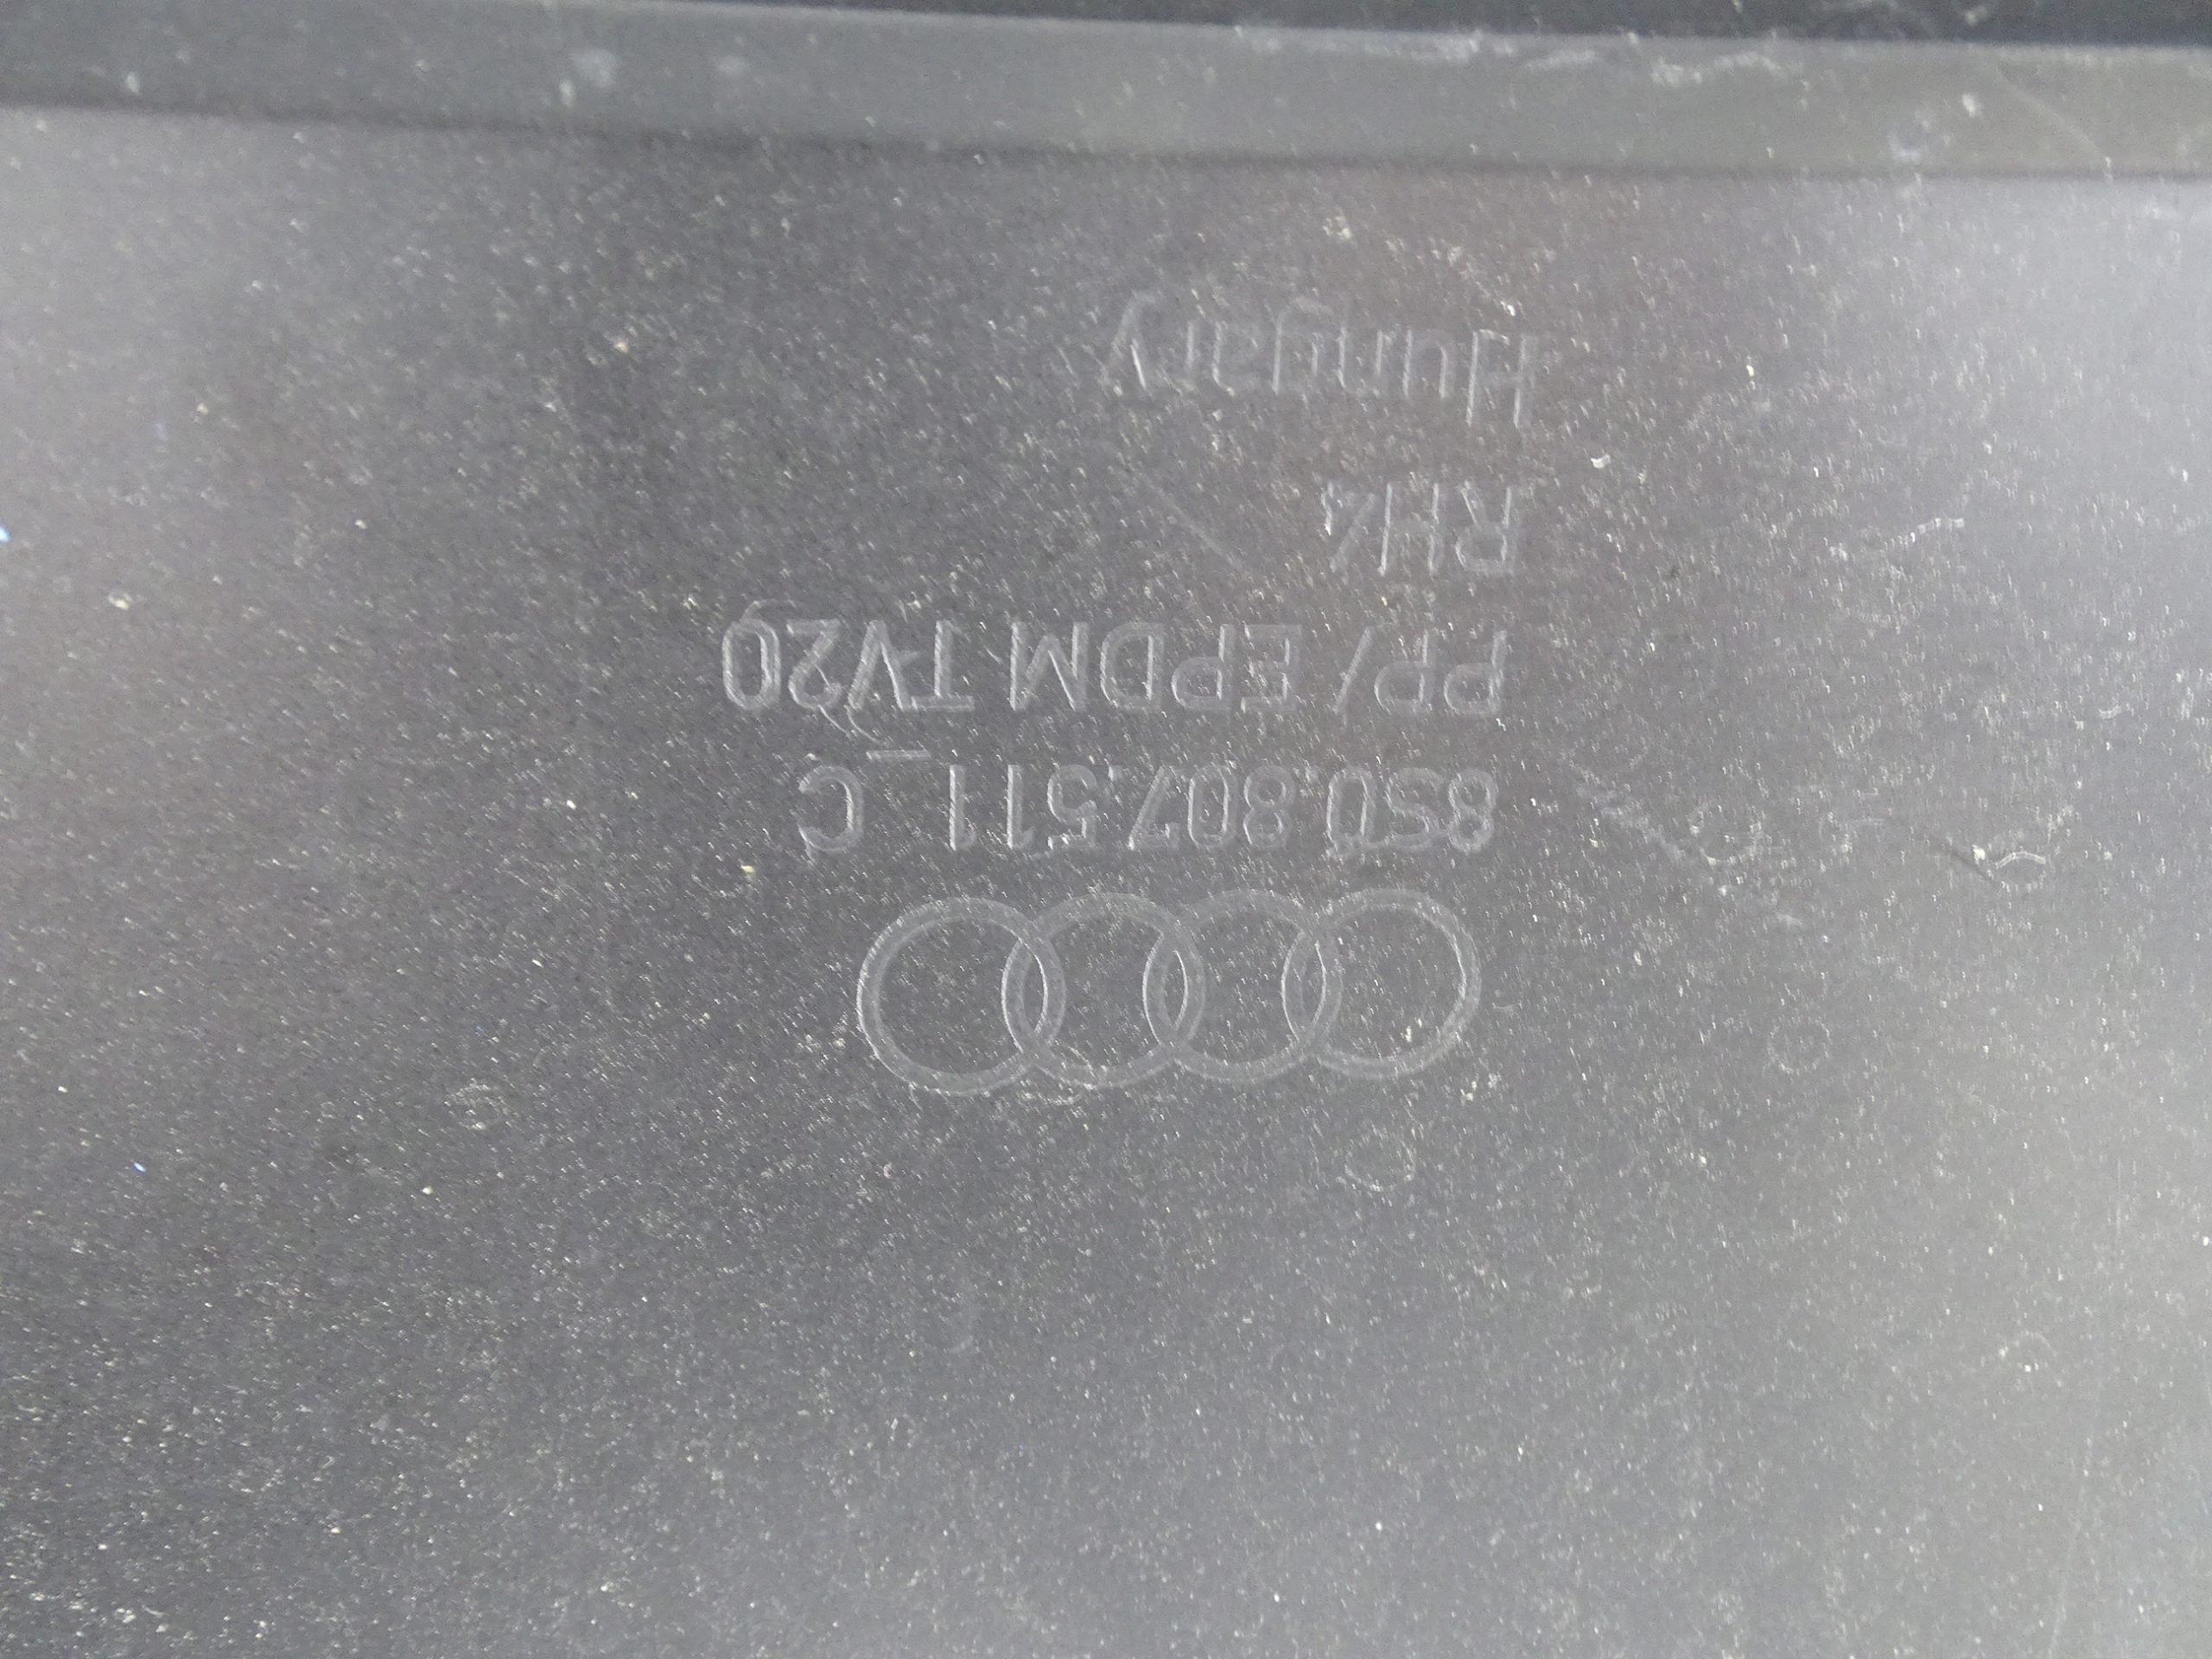 8S0 807 511 C
PP/ EPDM TV20
RH4
Hungary